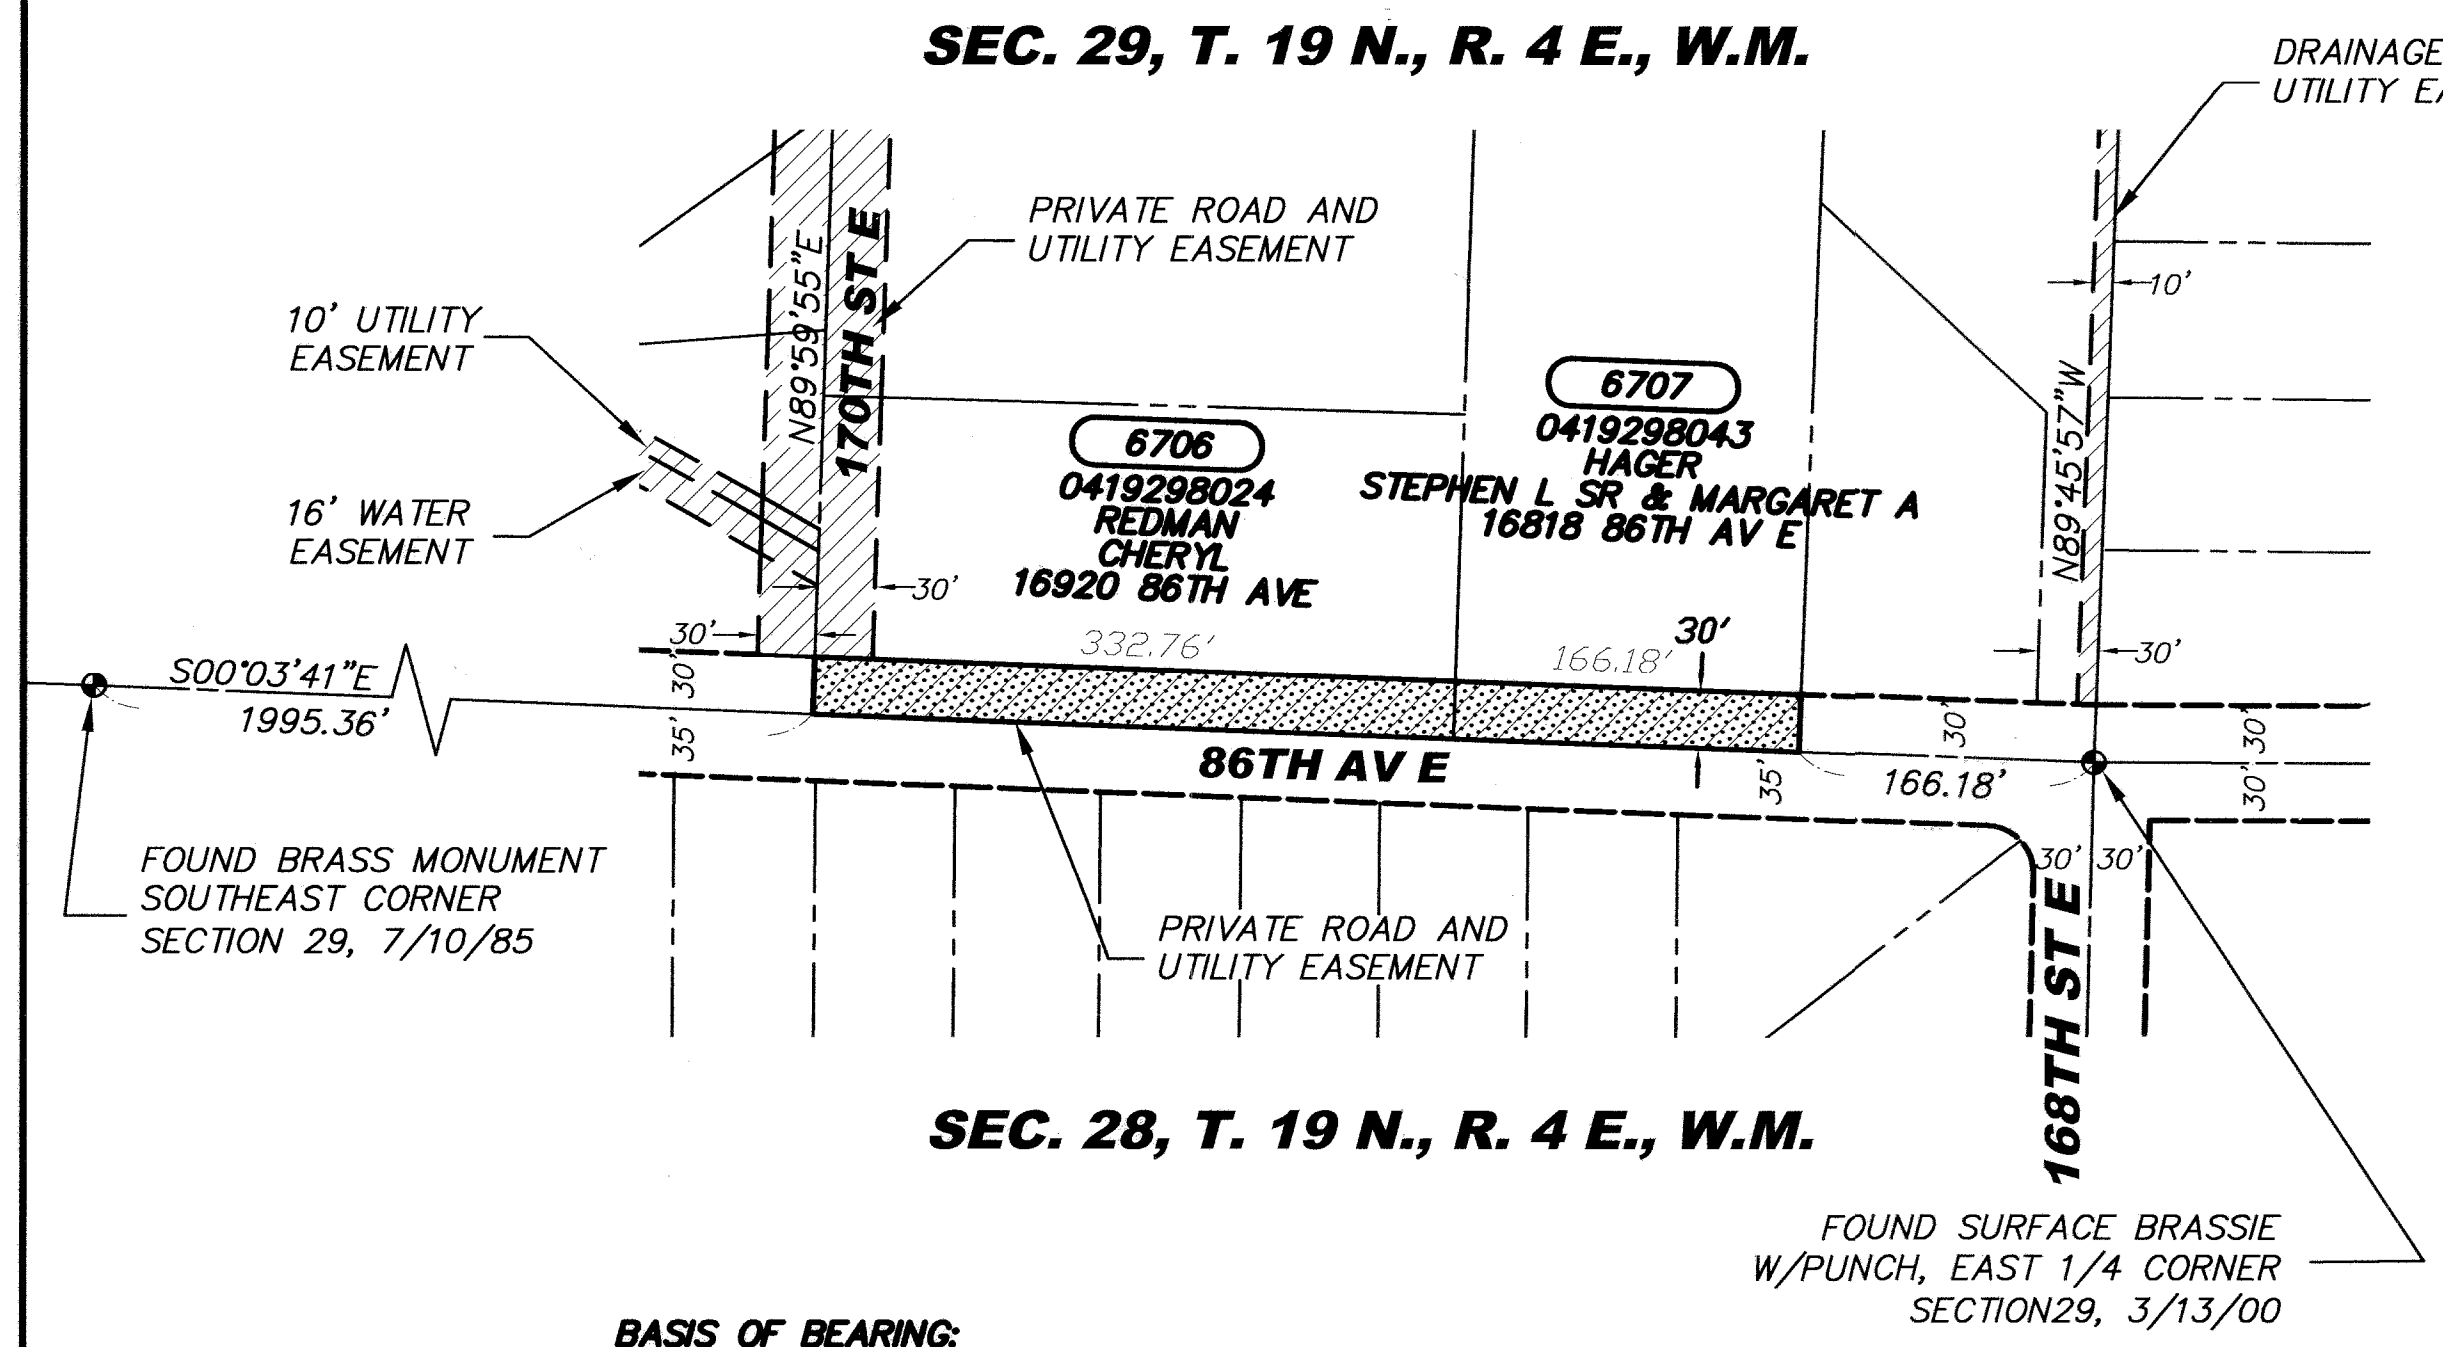 SEC. 29, T. 19 N., R. 4 E., W.M.
DRAINAGE
UTILITY EA
PRIVATE ROAD AND
UTILITY EASEMENT
N89°59'55"E
170TH ST E
10' UTILITY
EASEMENT
16' WATER
EASEMENT
10'
6706
0419298024
REDMAN
CHERYL
16920 86TH AVE
6707
0419298043
HAGER
STEPHEN L SR & MARGARET A
16818 86TH AV E
N89°45'57"W
30'
30'
332.76'
166.18'
30'
30'
S00°03'41"E
1995.36'
30'
35'
86TH AV E
35'
30'
166.18'
30'
30'
30'
30'
168TH ST E
FOUND BRASS MONUMENT
SOUTHEAST CORNER
SECTION 29, 7/10/85
PRIVATE ROAD AND
UTILITY EASEMENT
SEC. 28, T. 19 N., R. 4 E., W.M.
FOUND SURFACE BRASSIE
W/PUNCH, EAST 1/4 CORNER
SECTION29, 3/13/00
BASIS OF BEARING: